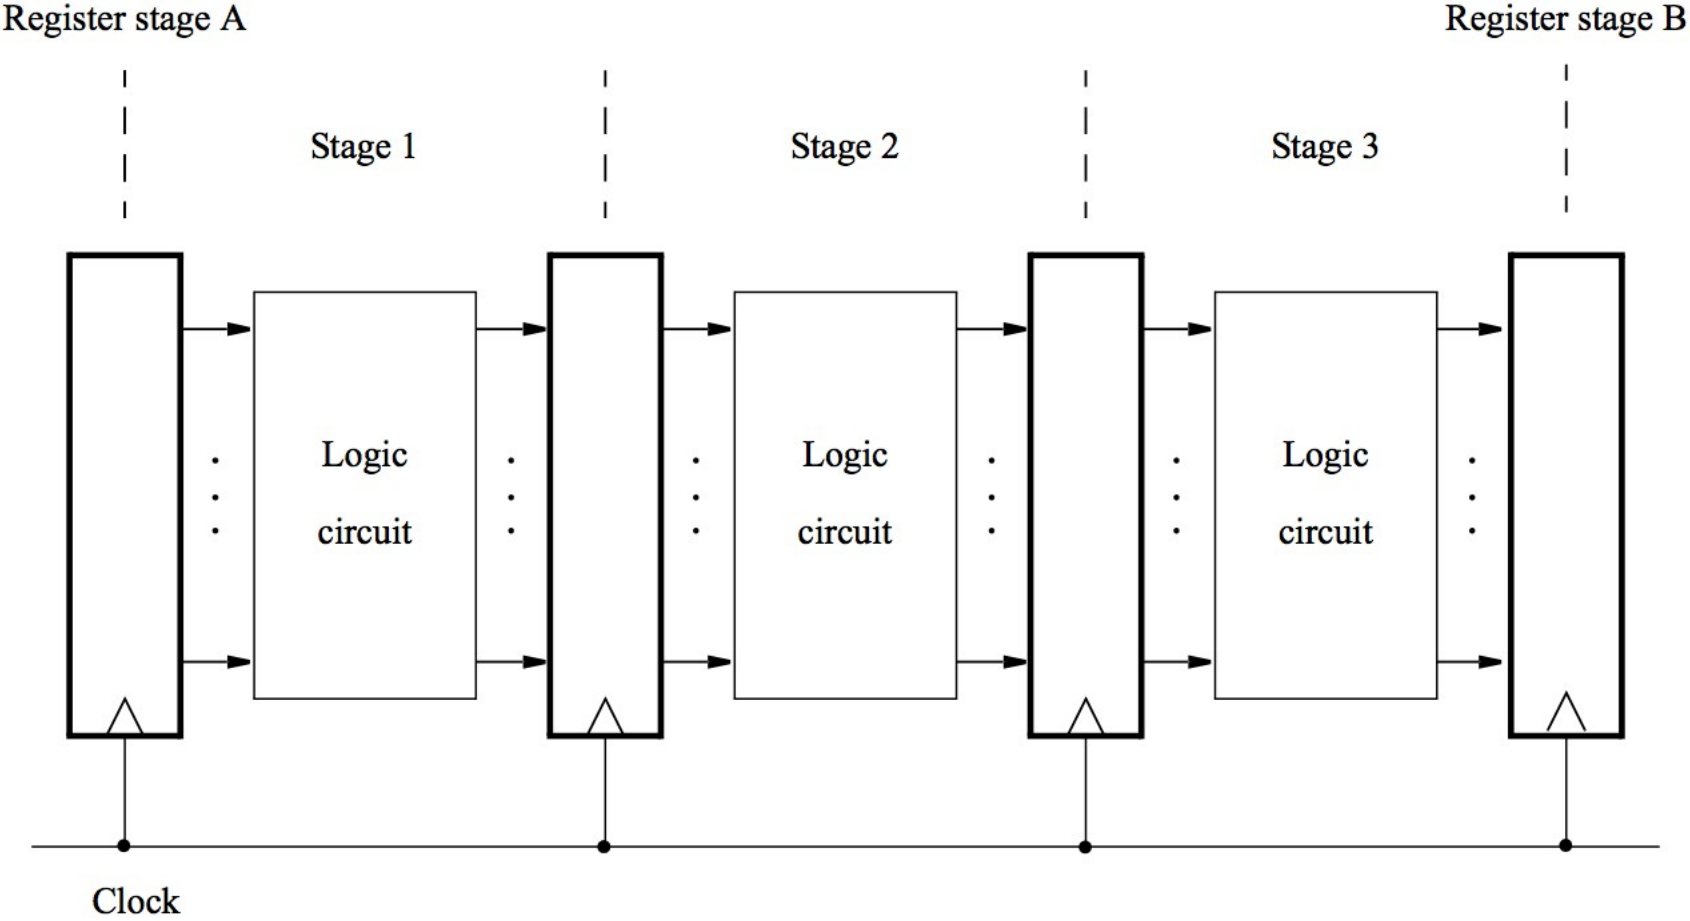 Register stage A
Register stage B
Stage 1
Stage 2
Stage 3
Logic
circuit
Logic
circuit
Logic
circuit
Clock